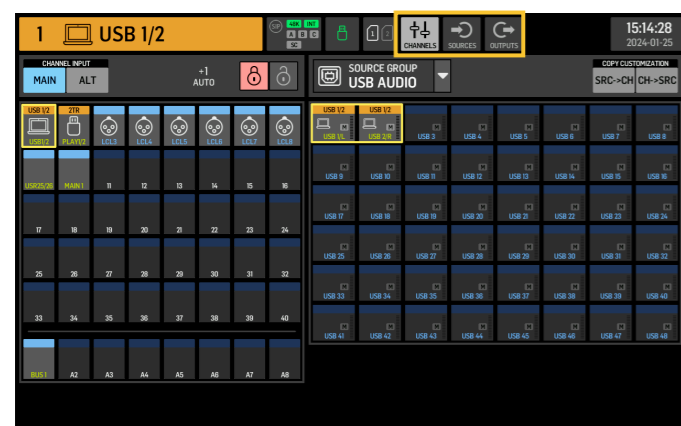 1 USB 1/2
SIP 48K INT
A B C
SC
1 2
CHANNELS SOURCES OUTPUTS
15:14:28
2024-01-25
CHANNEL INPUT
MAIN ALT
+1
AUTO
SOURCE GROUP
USB AUDIO
COPY CUSTOMIZATION
SRC->CH CH->SRC
USB 1/2 2TR
USB1/2 PLAY1/2 LCL3 LCL4 LCL5 LCL6 LCL7 LCL8
USR25/26 MAIN 1 11 12 13 14 15 16
17 18 19 20 21 22 23 24
25 26 27 28 29 30 31 32
33 34 35 36 37 38 39 40
BUS 1 A2 A3 A4 A5 A6 A7 A8
USB 1/2 USB 1/2
USB 1/L USB 2/R USB 3 USB 4 USB 5 USB 6 USB 7 USB 8
USB 9 USB 10 USB 11 USB 12 USB 13 USB 14 USB 15 USB 16
USB 17 USB 18 USB 19 USB 20 USB 21 USB 22 USB 23 USB 24
USB 25 USB 26 USB 27 USB 28 USB 29 USB 30 USB 31 USB 32
USB 33 USB 34 USB 35 USB 36 USB 37 USB 38 USB 39 USB 40
USB 41 USB 42 USB 43 USB 44 USB 45 USB 46 USB 47 USB 48